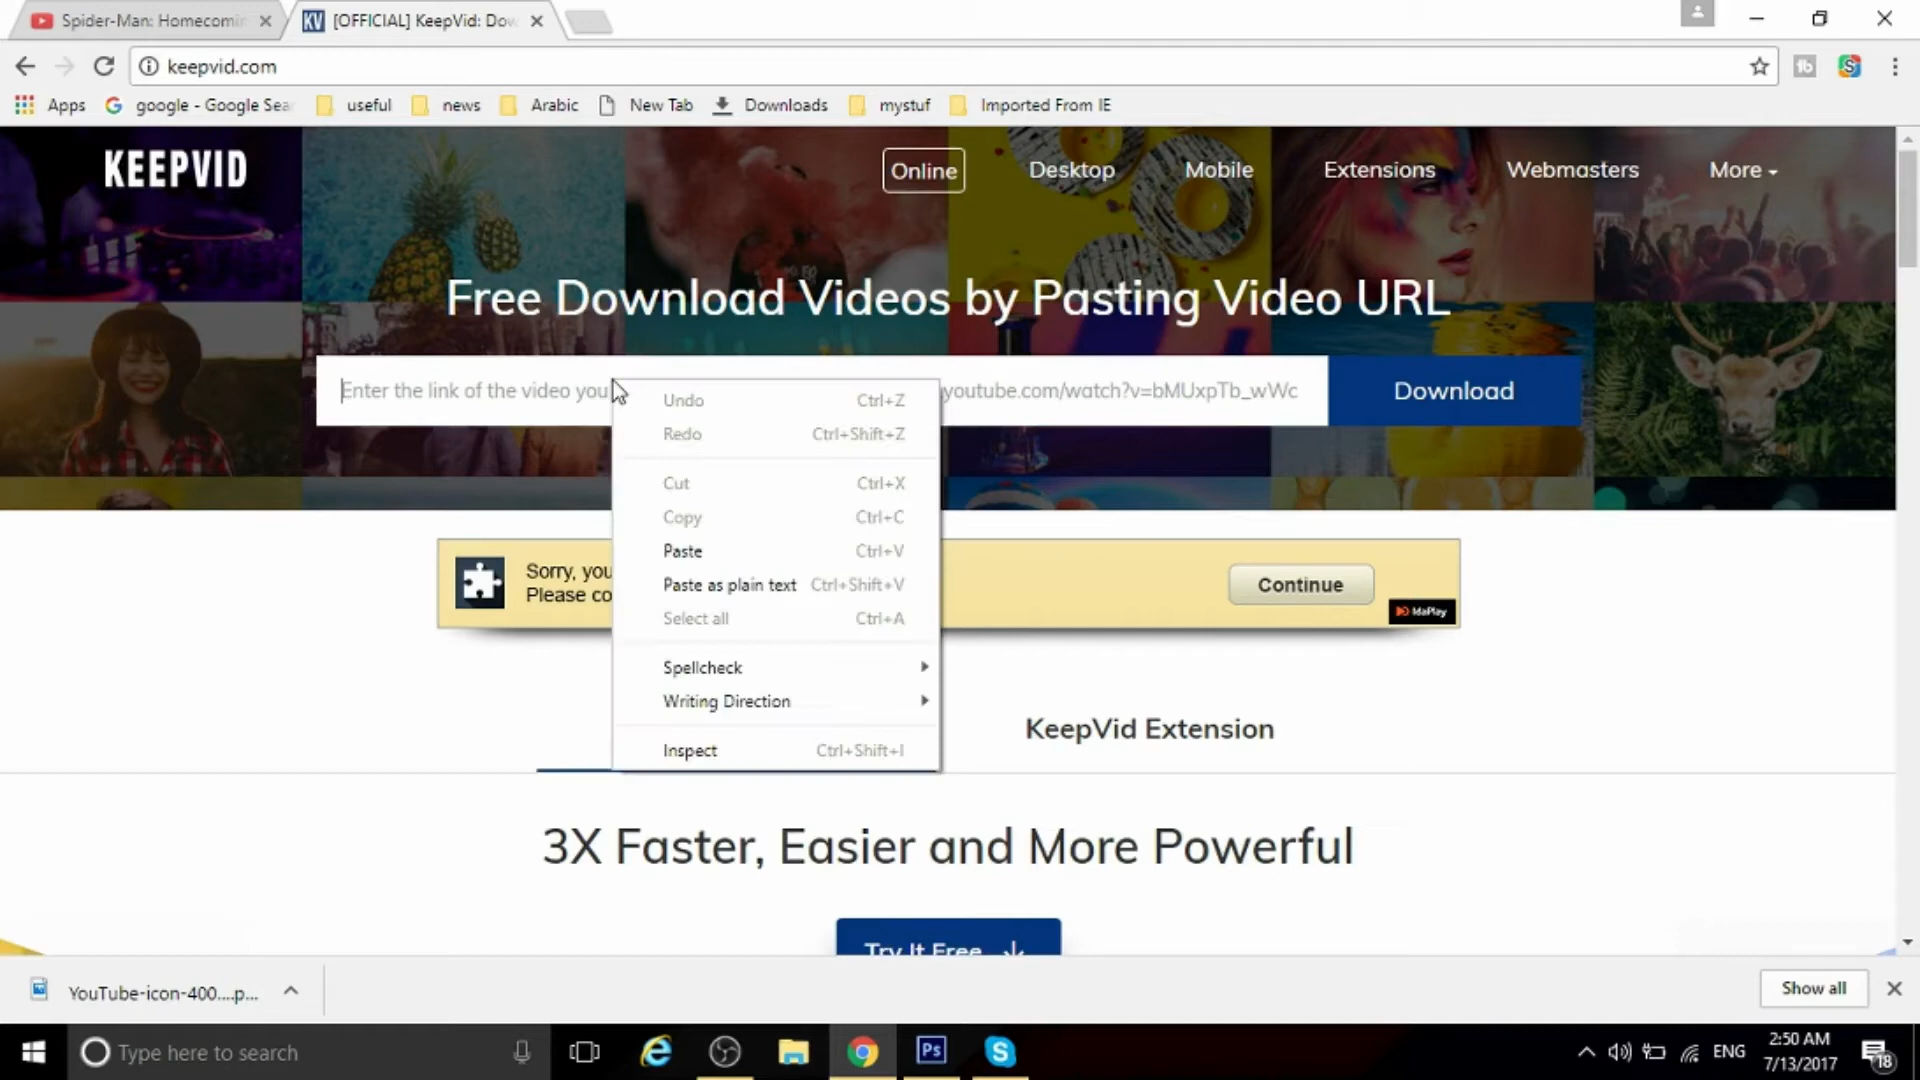 Spider-Man: Homecomin
[OFFICIAL] KeepVid: Dow
keepvid.com
Apps
google - Google Sea
useful
news
Arabic
New Tab
Downloads
mystuf
Imported From IE
KEEPVID
Online
Desktop
Mobile
Extensions
Webmasters
More
Free Download Videos by Pasting Video URL
Enter the link of the video you
youtube.com/watch?v=bMUxpTb_wWc
Download
Undo Ctrl+Z
Redo Ctrl+Shift+Z
Cut Ctrl+X
Copy Ctrl+C
Paste Ctrl+V
Paste as plain text Ctrl+Shift+V
Select all Ctrl+A
Spellcheck
Writing Direction
Inspect Ctrl+Shift+I
Sorry, you
Please co
Continue
IdaPlay
KeepVid Extension
3X Faster, Easier and More Powerful
Try It Free
YouTube-icon-400....p...
Show all
Type here to search
Ps
ENG
2:50 AM
7/13/2017
18